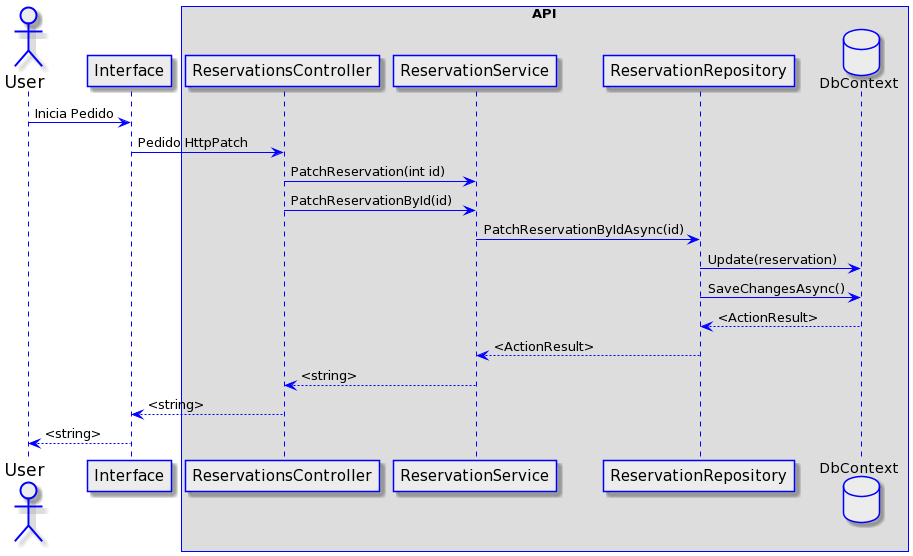 API
User
Interface
ReservationsController
ReservationService
ReservationRepository
DbContext
Inicia Pedido
Pedido HttpPatch
PatchReservation(int id)
PatchReservationById(id)
PatchReservationByIdAsync(id)
Update(reservation)
SaveChangesAsync()
<ActionResult>
<ActionResult>
<string>
<string>
<string>
User
Interface
ReservationsController
ReservationService
ReservationRepository
DbContext